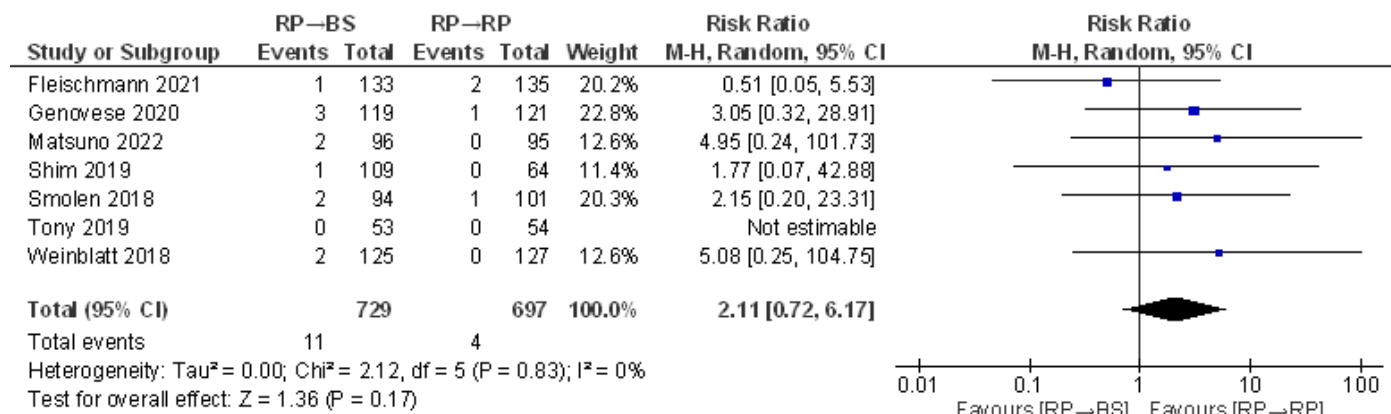 RP→BS RP→RP Risk Ratio Risk Ratio
Study or Subgroup Events Total Events Total Weight M-H, Random, 95% CI M-H, Random, 95% CI
Fleischmann 2021 1 133 2 135 20.2% 0.51 [0.05, 5.53]
Genovese 2020 3 119 1 121 22.8% 3.05 [0.32, 28.91]
Matsuno 2022 2 96 0 95 12.6% 4.95 [0.24, 101.73]
Shim 2019 1 109 0 64 11.4% 1.77 [0.07, 42.88]
Smolen 2018 2 94 1 101 20.3% 2.15 [0.20, 23.31]
Tony 2019 0 53 0 54 Not estimable
Weinblatt 2018 2 125 0 127 12.6% 5.08 [0.25, 104.75]
Total (95% CI) 729 697 100.0% 2.11 [0.72, 6.17]
Total events 11 4
Heterogeneity: Tau² = 0.00; Chi² = 2.12, df = 5 (P = 0.83); I² = 0%
Test for overall effect: Z = 1.36 (P = 0.17)
0.01 0.1 1 10 100
Favours [RP→BS] Favours [RP→RP]